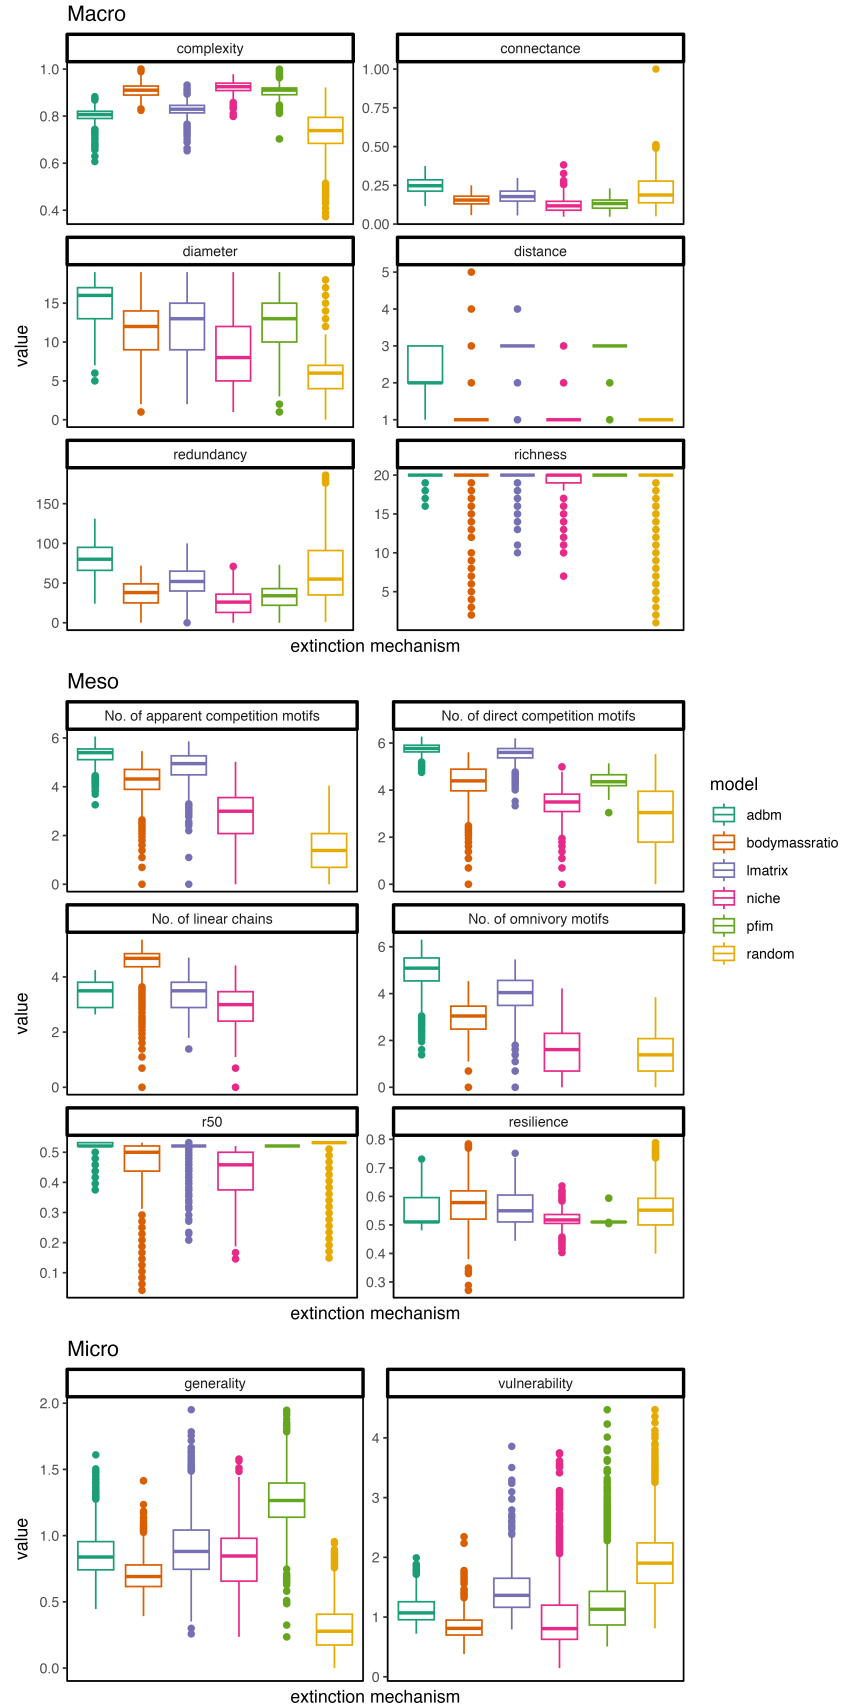 Macro
complexity
connectance
1.0
0.8
0.6
0.4
1.00
0.75
0.50
0.25
0.00
diameter
distance
15
10
5
0
5
4
3
2
1
value
redundancy
richness
150
100
50
0
20
15
10
5
extinction mechanism
Meso
No. of apparent competition motifs
No. of direct competition motifs
6
4
2
0
6
4
2
0
No. of linear chains
No. of omnivory motifs
4
2
0
6
4
2
0
value
r50
resilience
0.5
0.4
0.3
0.2
0.1
0.8
0.7
0.6
0.5
0.4
0.3
extinction mechanism
model
adbm
bodymassratio
lmatrix
niche
pfim
random
Micro
generality
vulnerability
2.0
1.5
1.0
0.5
0.0
4
3
2
1
0
value
extinction mechanism